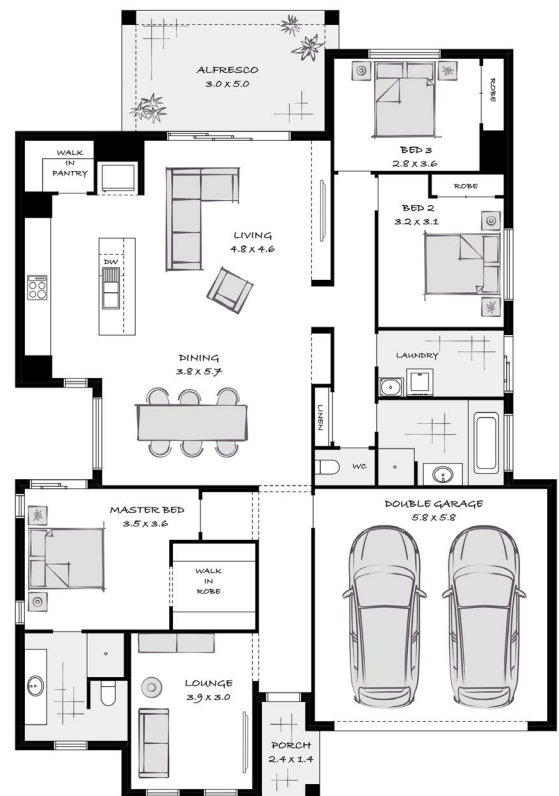 ALFRESCO
3.0 x 5.0
WALK
IN
PANTRY
BED 3
2.8 x 3.6
ROBE
ROBE
BED 2
3.2 x 3.1
LIVING
4.8 x 4.6
DW
DINING
3.8 x 5.7
LAUNDRY
LINEN
WC
MASTER BED
3.5 x 3.6
DOUBLE GARAGE
5.8 x 5.8
WALK
IN
ROBE
LOUNGE
3.9 x 3.0
PORCH
2.4 x 1.4